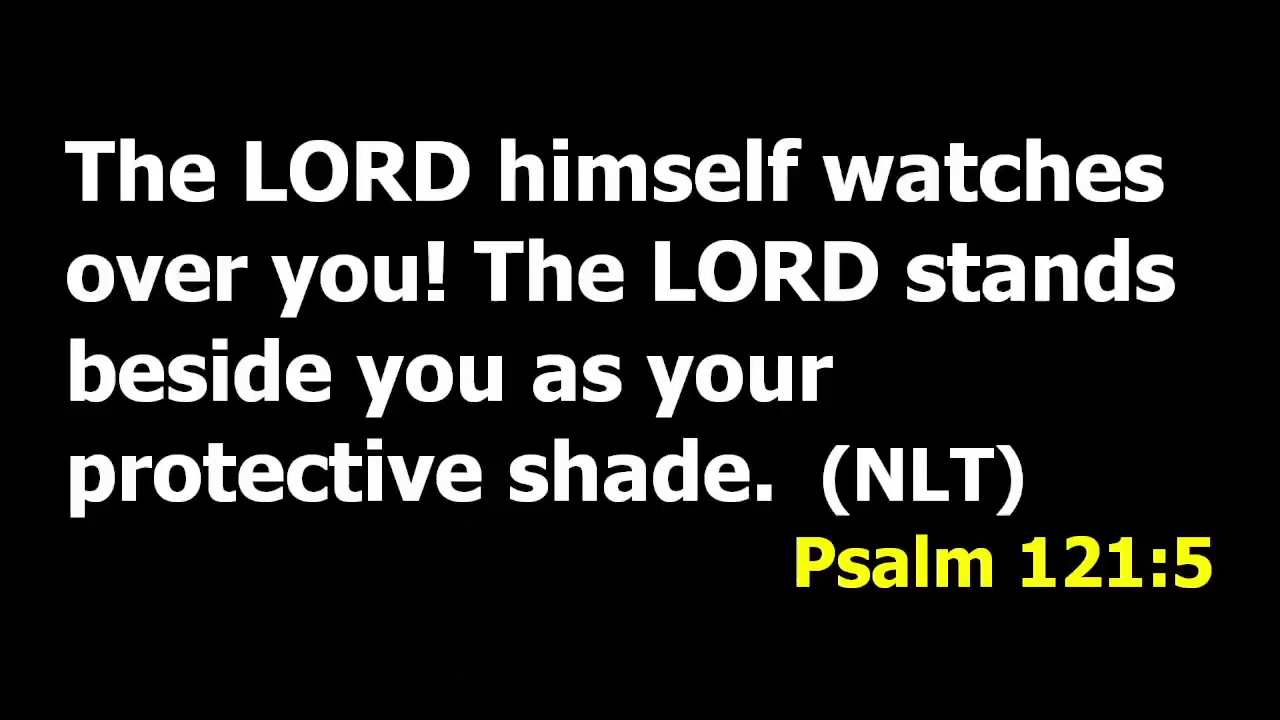 The LORD himself watches
over you! The LORD stands
beside you as your
protective shade. (NLT)
Psalm 121:5